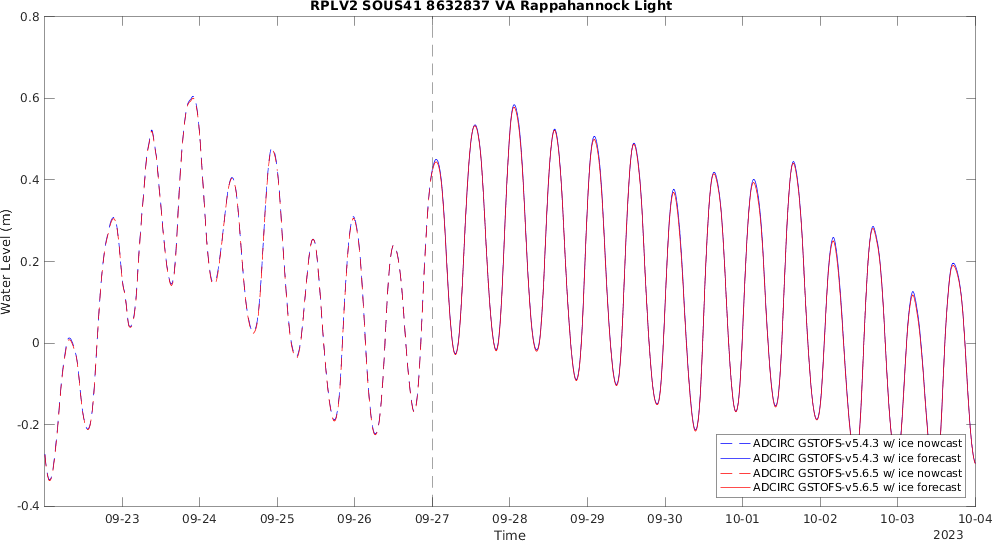 RPLV2 SOUS41 8632837 VA Rappahannock Light
0.8
0.6
0.4
0.2
0
-0.2
-0.4
Water Level (m)
ADCIRC GSTOFS-v5.4.3 w/ ice nowcast
ADCIRC GSTOFS-v5.4.3 w/ ice forecast
ADCIRC GSTOFS-v5.6.5 w/ ice nowcast
ADCIRC GSTOFS-v5.6.5 w/ ice forecast
09-23 09-24 09-25 09-26 09-27 09-28 09-29 09-30 10-01 10-02 10-03 10-04
Time
2023